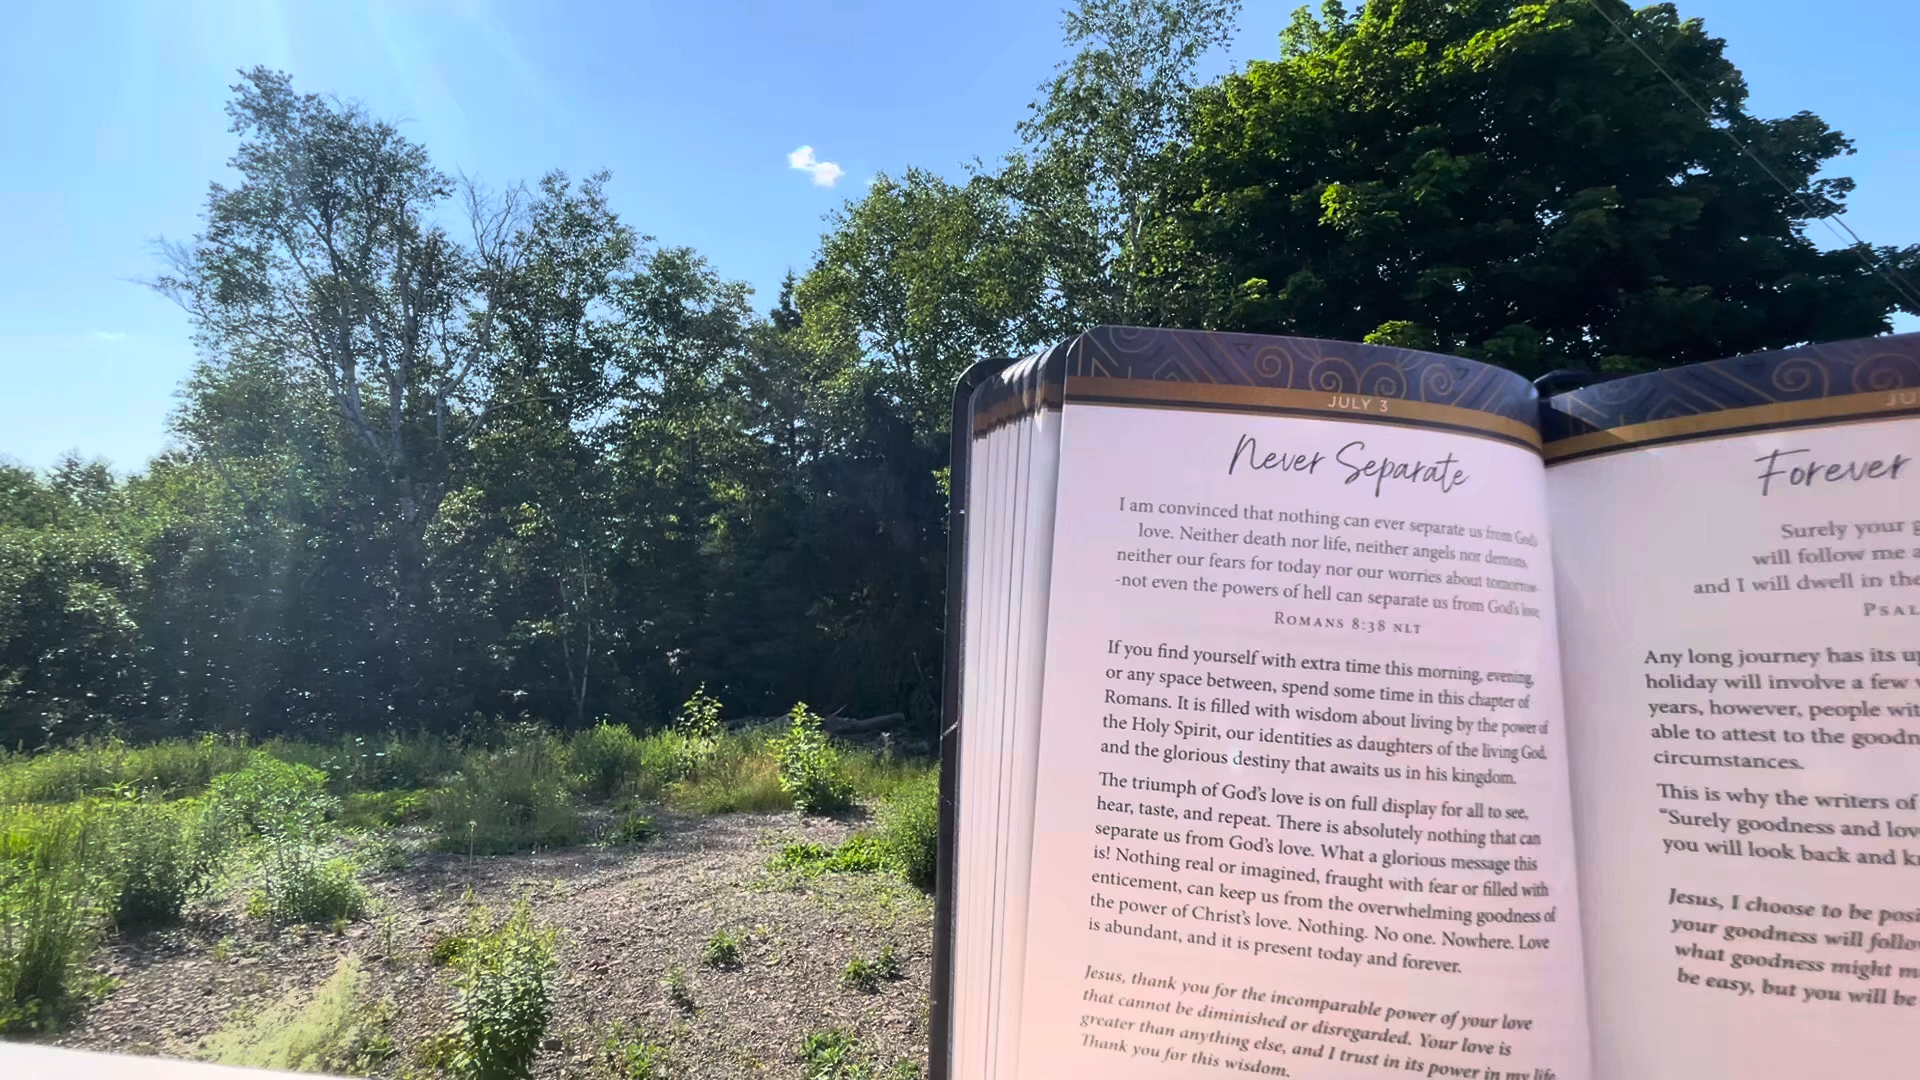 JULY 3
Never Separate
I am convinced that nothing can ever separate us from God's
love. Neither death nor life, neither angels nor demons,
neither our fears for today nor our worries about tomorrow
-not even the powers of hell can separate us from God's love.
ROMANS 8:38 NLT
If you find yourself with extra time this morning, evening,
or any space between, spend some time in this chapter of
Romans. It is filled with wisdom about living by the power of
the Holy Spirit, our identities as daughters of the living God,
and the glorious destiny that awaits us in his kingdom.
The triumph of God's love is on full display for all to see,
hear, taste, and repeat. There is absolutely nothing that can
separate us from God's love. What a glorious message this
is! Nothing real or imagined, fraught with fear or filled with
enticement, can keep us from the overwhelming goodness of
the power of Christ's love. Nothing. No one. Nowhere. Love
is abundant, and it is present today and forever.
Jesus, thank you for the incomparable power of your love
that cannot be diminished or disregarded. Your love is
greater than anything else, and I trust in its power in my life.
Thank you for this wisdom.
Forever
Surely your
will follow me
and I will dwell in the
Any long journey has its
holiday will involve a few
years, however, people
able to attest to the
circumstances.
This is why the writers of
"Surely goodness and
you will look back and
Jesus, I choose to be
your goodness will
what goodness might
be easy, but you will be